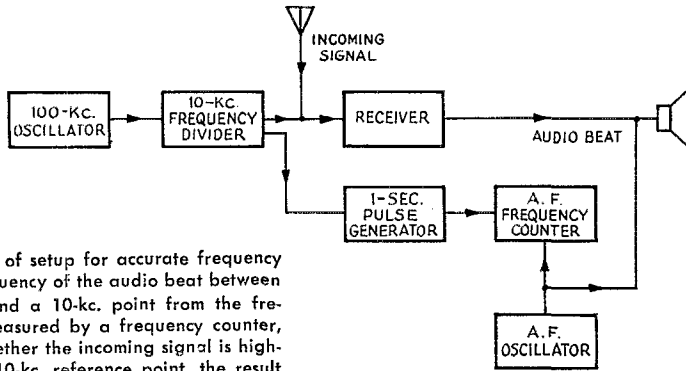 INCOMING
SIGNAL
100-KC.
OSCILLATOR
10-KC.
FREQUENCY
DIVIDER
RECEIVER
AUDIO BEAT
1-SEC.
PULSE
GENERATOR
A. F.
FREQUENCY
COUNTER
A. F.
OSCILLATOR
of setup for accurate frequency
quency of the audio beat between
nd a 10-kc. point from the fre-
easured by a frequency counter,
ether the incoming signal is high-
10-kc. reference point, the result